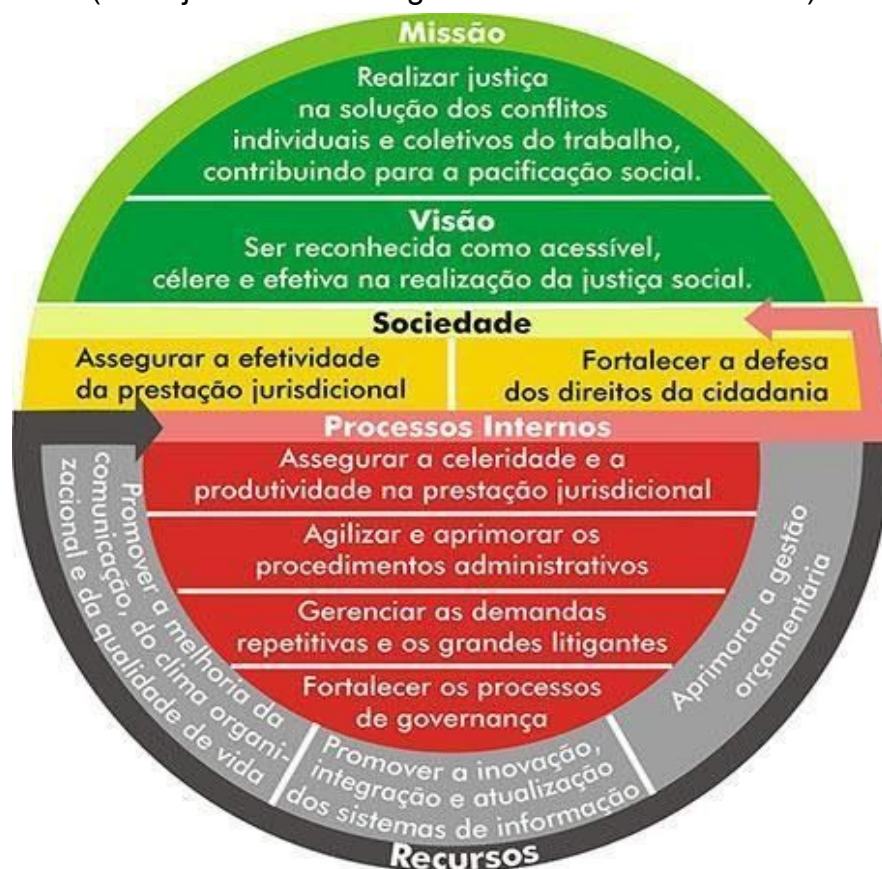 Missão
Realizar justiça
na solução dos conflitos
individuais e coletivos do trabalho,
contribuindo para a pacificação social.
Visão
Ser reconhecida como acessível,
célere e efetiva na realização da justiça social.
Sociedade
Assegurar a efetividade
da prestação jurisdicional
Fortalecer a defesa
dos direitos da cidadania
Processos Internos
Assegurar a celeridade e a
produtividade na prestação jurisdicional
Agilizar e aprimorar os
procedimentos administrativos
Gerenciar as demandas
repetitivas e os grandes litigantes
Fortalecer os processos
de governança
Promover a melhoria da
comunicação, do clima organi-
zacional e da qualidade de vida
Promover a inovação,
integração e atualização
dos sistemas de informação
Aprimorar a gestão
orçamentária
Recursos